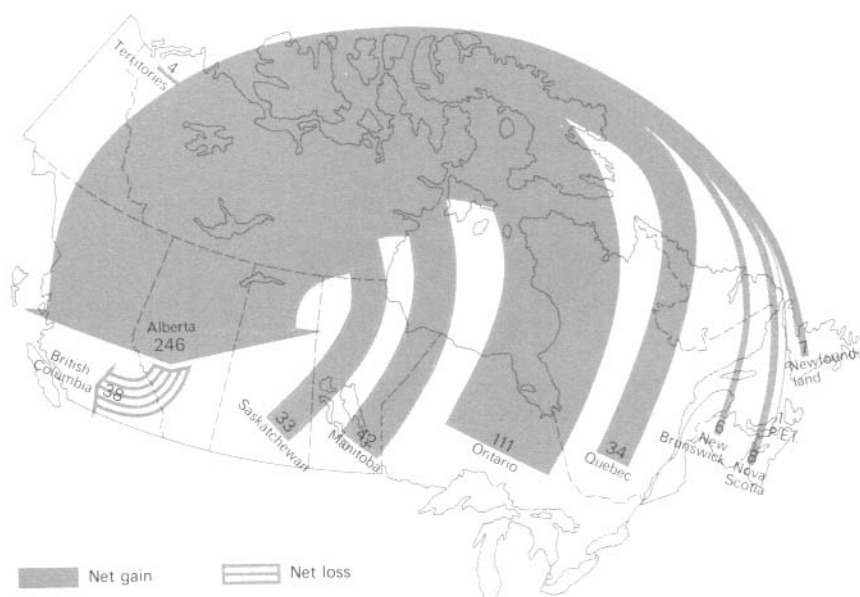 4
Territories
Alberta
246
British
Columbia
38
33
Saskatchewan
42
Manitoba
111
Ontario
34
Quebec
6
New
Brunswick
1
P.E.I.
8
Nova
Scotia
7
Newfound
land
Net gain
Net loss